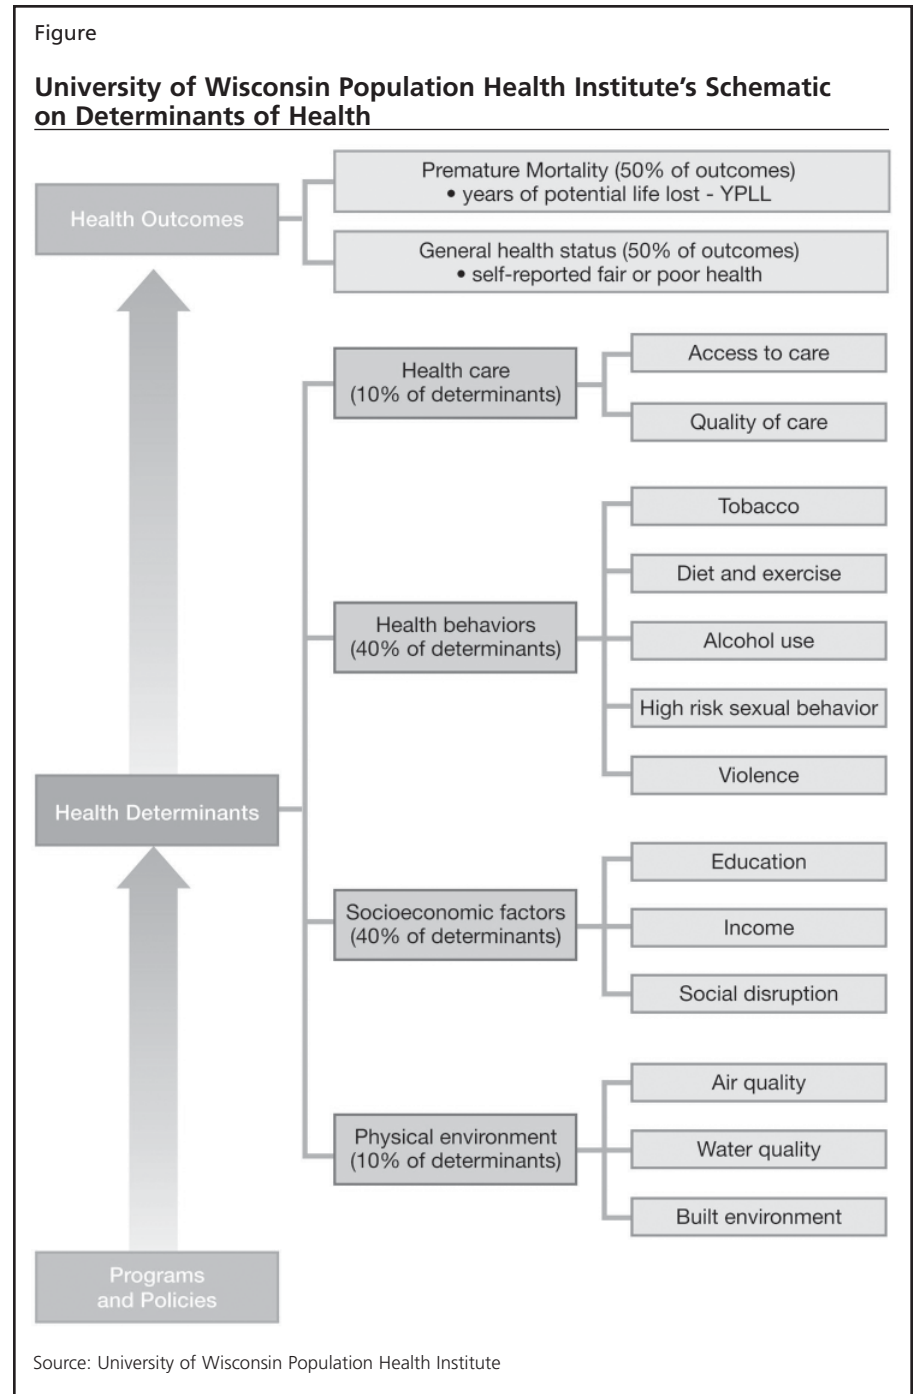 Figure
University of Wisconsin Population Health Institute’s Schematic
on Determinants of Health
Health Outcomes
Premature Mortality (50% of outcomes)
• years of potential life lost - YPLL
General health status (50% of outcomes)
• self-reported fair or poor health
Health care
(10% of determinants)
Access to care
Quality of care
Health behaviors
(40% of determinants)
Tobacco
Diet and exercise
Alcohol use
High risk sexual behavior
Violence
Health Determinants
Socioeconomic factors
(40% of determinants)
Education
Income
Social disruption
Physical environment
(10% of determinants)
Air quality
Water quality
Built environment
Programs
and Policies
Source: University of Wisconsin Population Health Institute